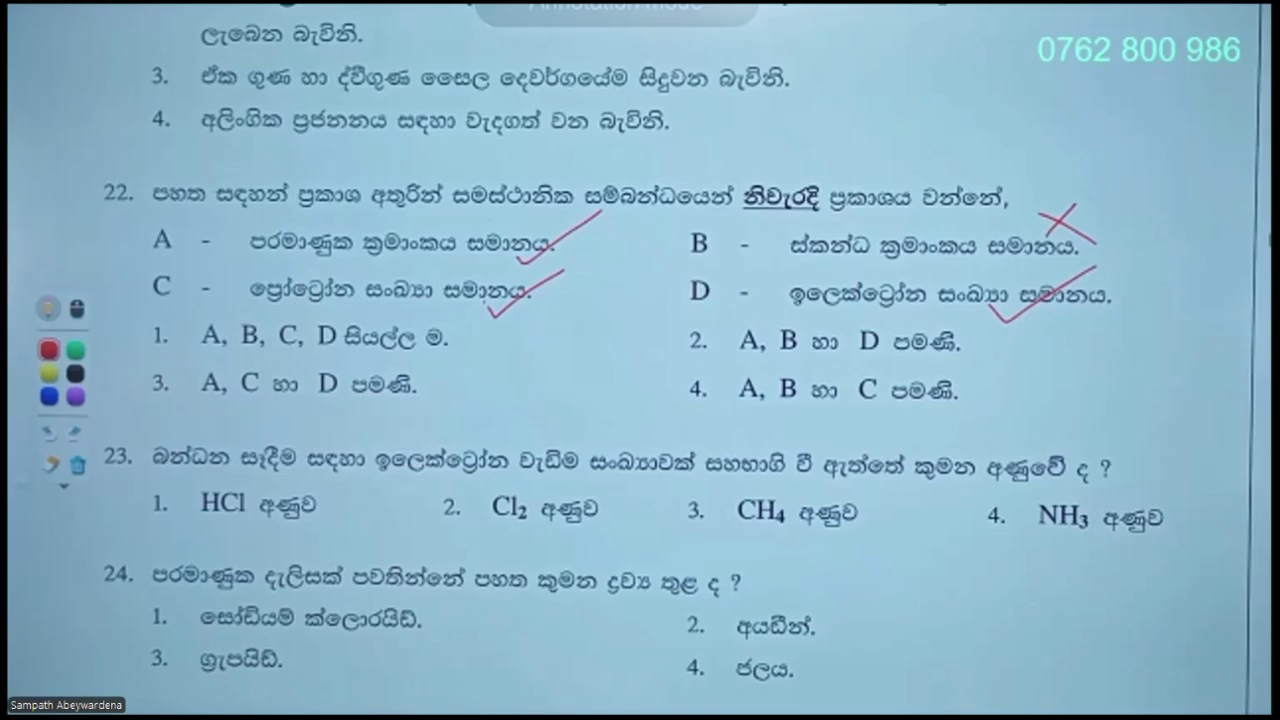 Annotation mode
0762 800 986
ලැබෙන බැවිනි.
3. ඒක ගුණ හා ද්වීගුණ සෛල දෙවර්ගයේම සිදුවන බැවිනි.
4. අලිංගික ප්‍රජනනය සඳහා වැදගත් වන බැවිනි.
22. පහත සඳහන් ප්‍රකාශ අතුරින් සමස්ථානික සම්බන්ධයෙන් නිවැරදි ප්‍රකාශය වන්නේ,
A - පරමාණුක ක්‍රමාංකය සමානය. B - ස්කන්ධ ක්‍රමාංකය සමානය.
C - ප්‍රෝට්‍රෝන සංඛ්‍යා සමානය. D - ඉලෙක්ට්‍රෝන සංඛ්‍යා සමානය.
1. A, B, C, D සියල්ල ම. 2. A, B හා D පමණි.
3. A, C හා D පමණි. 4. A, B හා C පමණි.
23. බන්ධන සෑදීම සඳහා ඉලෙක්ට්‍රෝන වැඩිම සංඛ්‍යාවක් සහභාගි වී ඇත්තේ කුමන අණුවේ ද ?
1. HCl අණුව 2. Cl₂ අණුව 3. CH₄ අණුව 4. NH₃ අණුව
24. පරමාණුක දැලිසක් පවතින්නේ පහත කුමන ද්‍රව්‍ය තුළ ද ?
1. සෝඩියම් ක්ලොරයිඩ්. 2. අයඩීන්.
3. ග්‍රැපයිඩ්. 4. ජලය.
Sampath Abeywardena